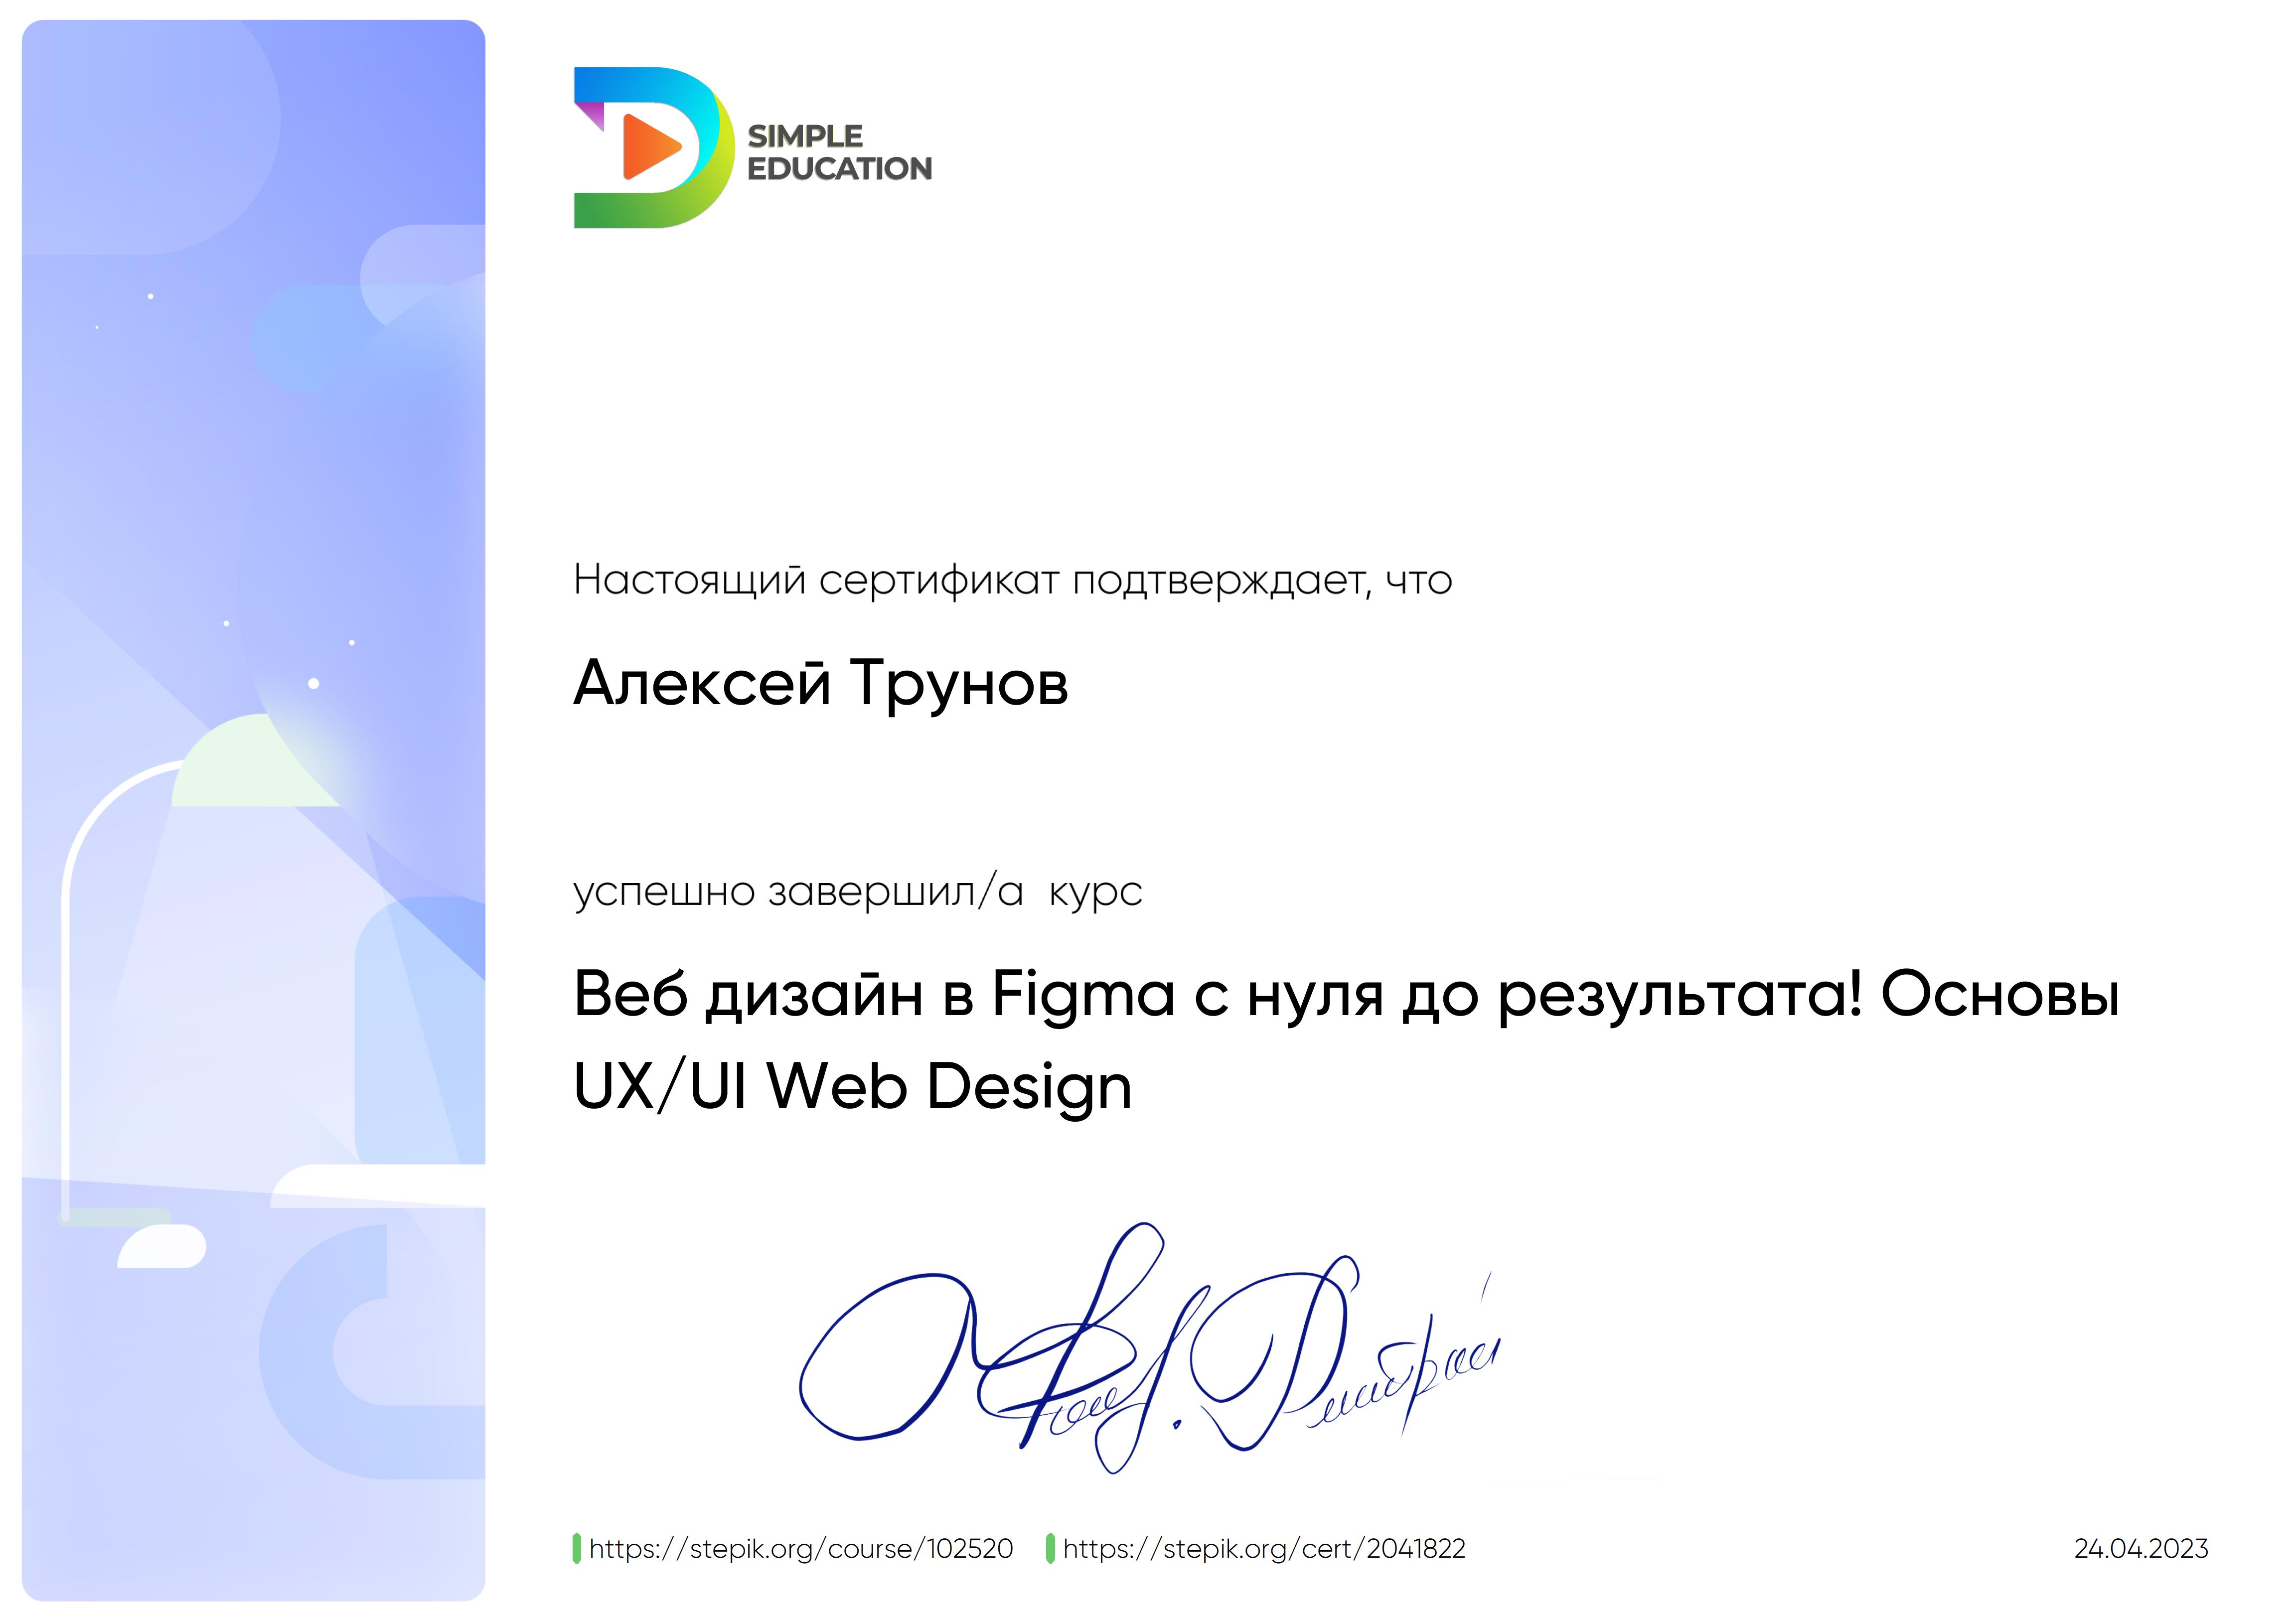 SIMPLE
EDUCATION
Настоящий сертификат подтверждает, что
Алексей Трунов
успешно завершил/а курс
Веб дизайн в Figma с нуля до результата! Основы
UX/UI Web Design
https://stepik.org/course/102520 https://stepik.org/cert/2041822 24.04.2023